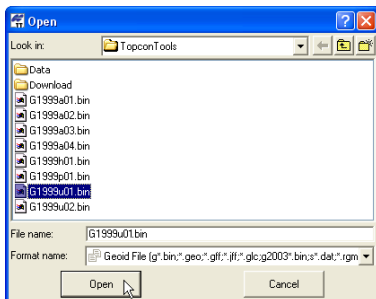 Open
Look in:
TopconTools
Data
Download
G1999a01.bin
G1999a02.bin
G1999a03.bin
G1999a04.bin
G1999h01.bin
G1999p01.bin
G1999u01.bin
G1999u02.bin
File name:
G1999u01.bin
Format name:
Geoid File (g*.bin;*.geo;*.gff;*.jff;*.glc;g2003*.bin;s*.dat;*.rgm
Open
Cancel